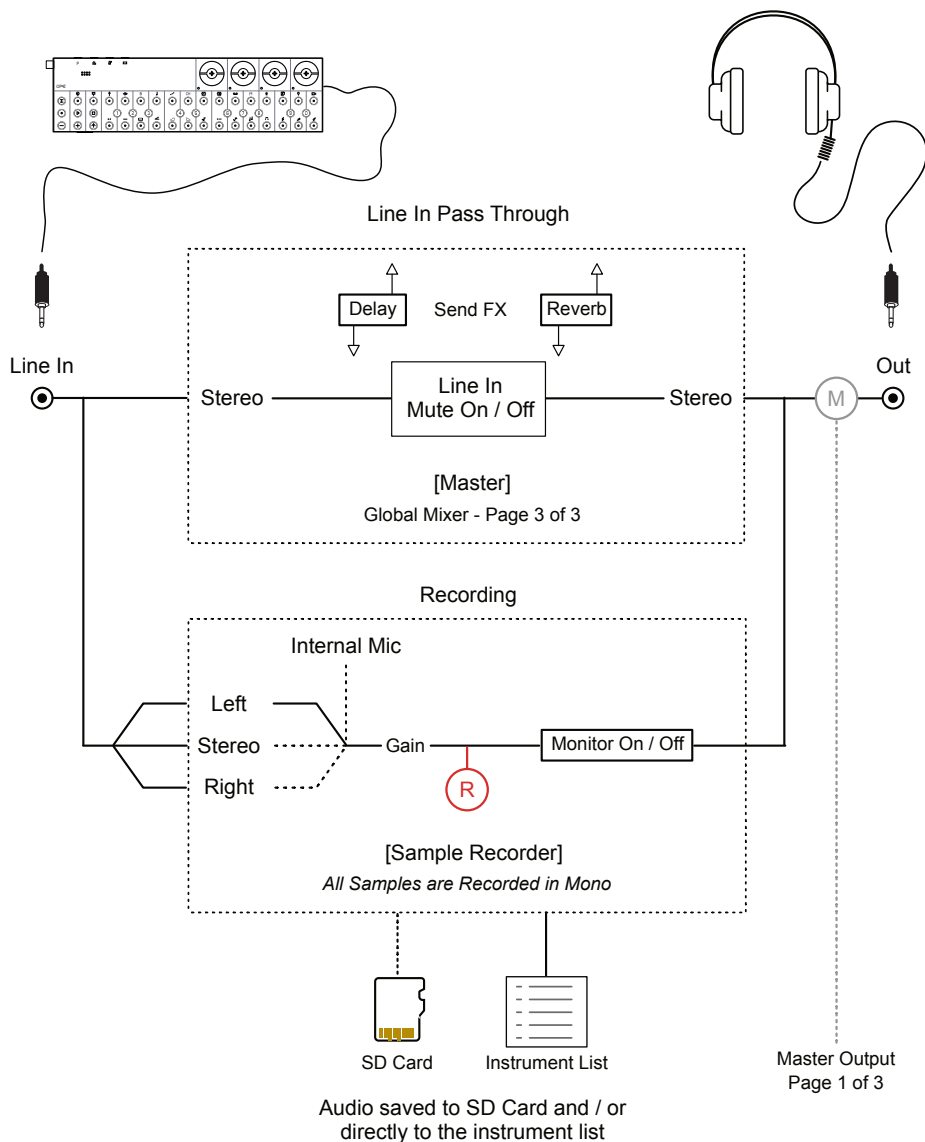 Line In Pass Through
Delay
Send FX
Reverb
Line In
Out
Stereo
Line In
Mute On / Off
Stereo
M
[Master]
Global Mixer - Page 3 of 3
Recording
Internal Mic
Left
Stereo
Gain
Monitor On / Off
Right
R
[Sample Recorder]
All Samples are Recorded in Mono
SD Card
Instrument List
Master Output
Page 1 of 3
Audio saved to SD Card and / or
directly to the instrument list